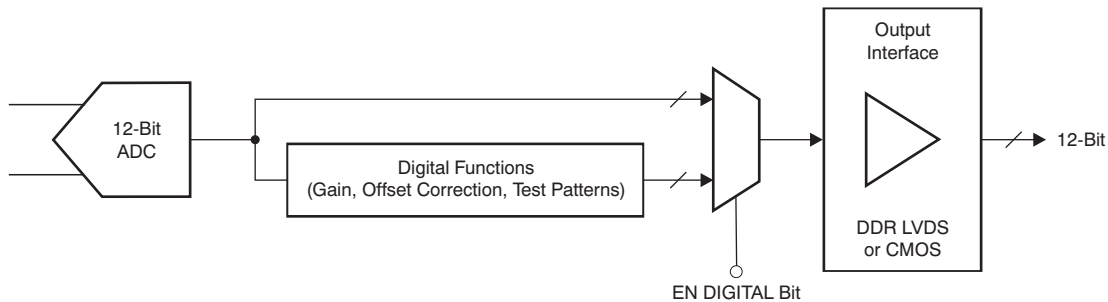 12-Bit
ADC
Digital Functions
(Gain, Offset Correction, Test Patterns)
EN DIGITAL Bit
Output
Interface
DDR LVDS
or CMOS
12-Bit